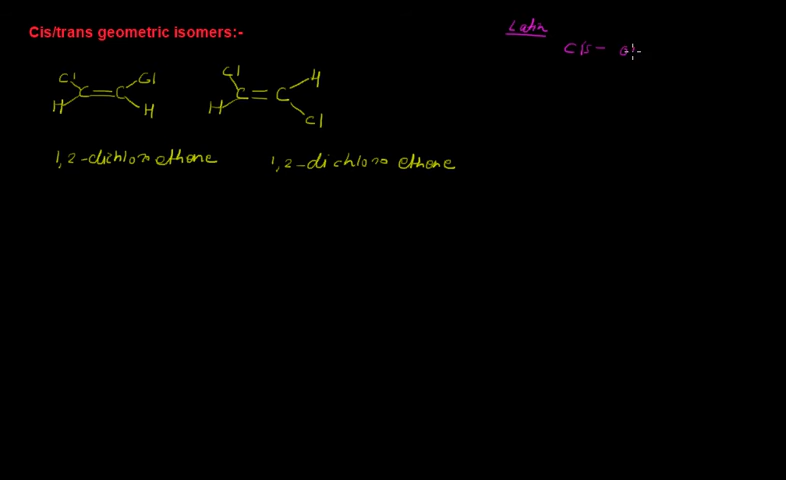 Cis/trans geometric isomers:-
Latin
Cis -
Cl Cl Cl H
C = C C = C
H H H Cl
1,2-dichloroethene 1,2-dichloroethene